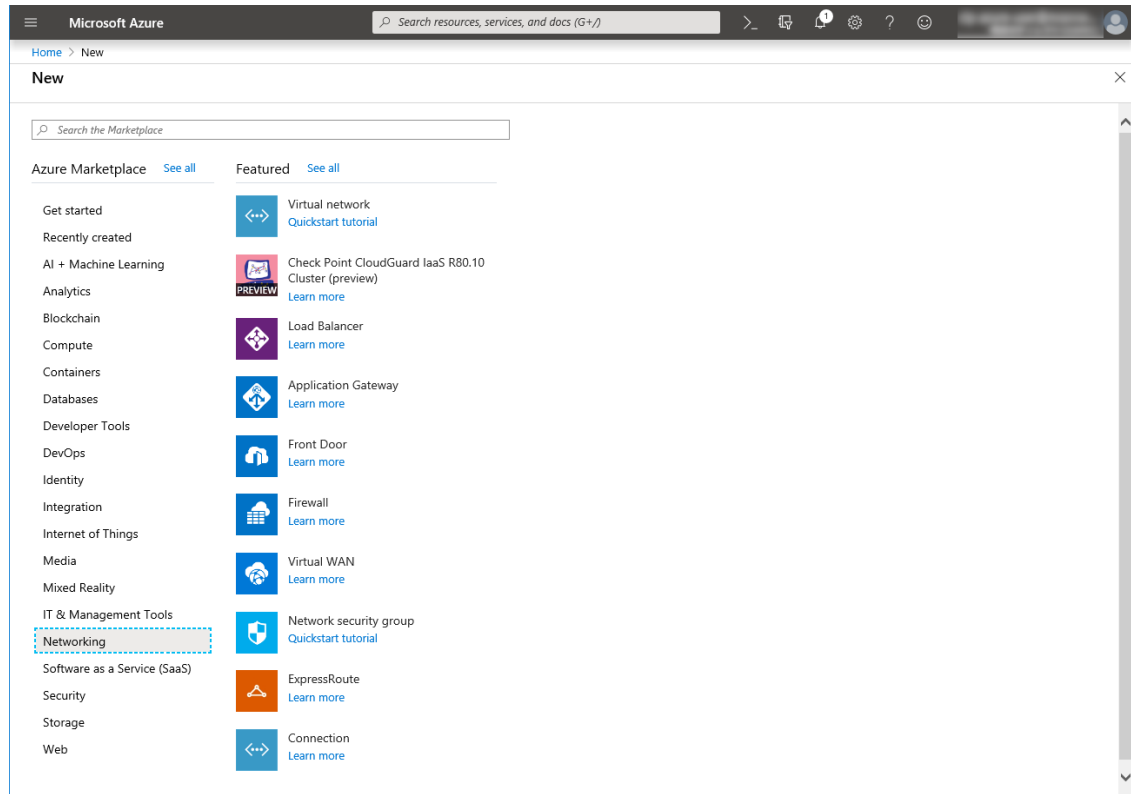 Microsoft Azure
Search resources, services, and docs (G+/)
1
Home > New
New
Search the Marketplace
Azure Marketplace See all
Get started
Recently created
AI + Machine Learning
Analytics
Blockchain
Compute
Containers
Databases
Developer Tools
DevOps
Identity
Integration
Internet of Things
Media
Mixed Reality
IT & Management Tools
Networking
Software as a Service (SaaS)
Security
Storage
Web
Featured See all
Virtual network
Quickstart tutorial
PREVIEW
Check Point CloudGuard IaaS R80.10
Cluster (preview)
Learn more
Load Balancer
Learn more
Application Gateway
Learn more
Front Door
Learn more
Firewall
Learn more
Virtual WAN
Learn more
Network security group
Quickstart tutorial
ExpressRoute
Learn more
Connection
Learn more